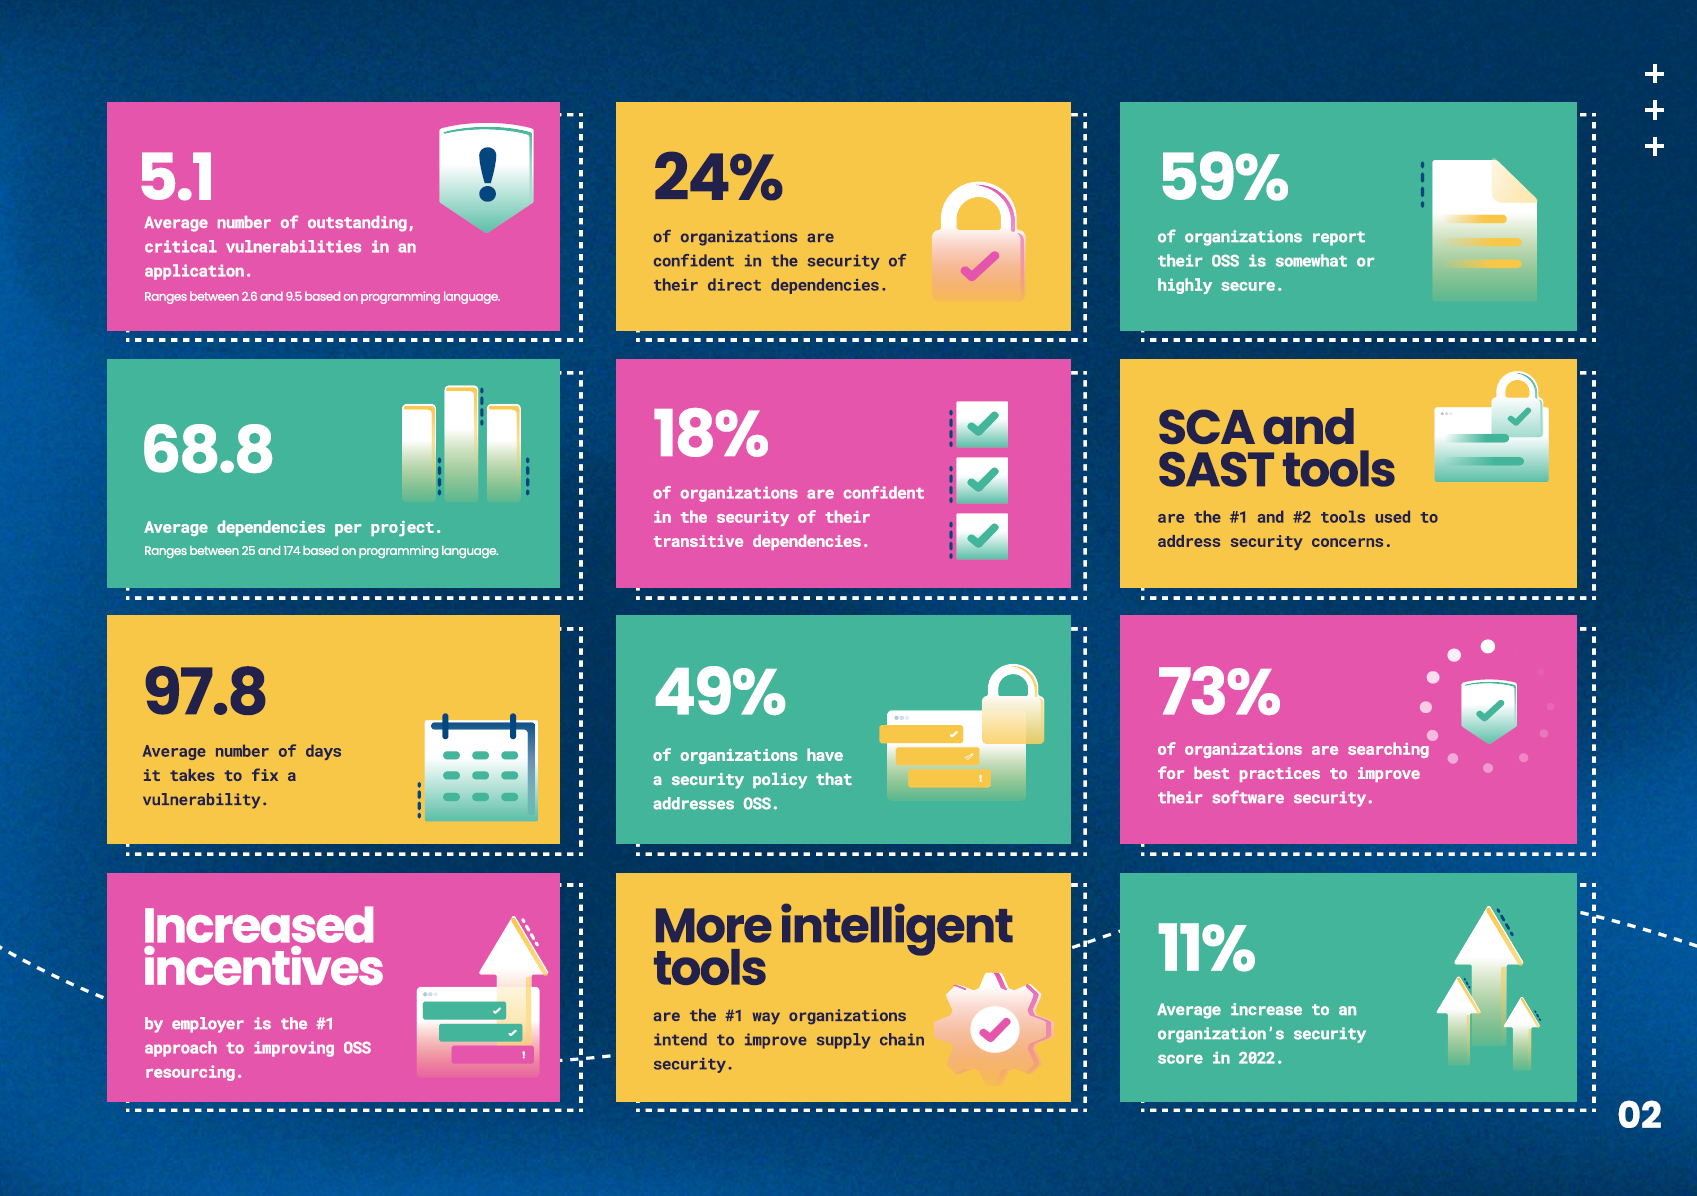 5.1
Average number of outstanding,
critical vulnerabilities in an
application.
Ranges between 2.6 and 9.5 based on programming language.
24%
of organizations are
confident in the security of
their direct dependencies.
59%
of organizations report
their OSS is somewhat or
highly secure.
68.8
Average dependencies per project.
Ranges between 25 and 174 based on programming language.
18%
of organizations are confident
in the security of their
transitive dependencies.
SCA and
SAST tools
are the #1 and #2 tools used to
address security concerns.
97.8
Average number of days
it takes to fix a
vulnerability.
49%
of organizations have
a security policy that
addresses OSS.
73%
of organizations are searching
for best practices to improve
their software security.
Increased
incentives
by employer is the #1
approach to improving OSS
resourcing.
More intelligent
tools
are the #1 way organizations
intend to improve supply chain
security.
11%
Average increase to an
organization's security
score in 2022.
02